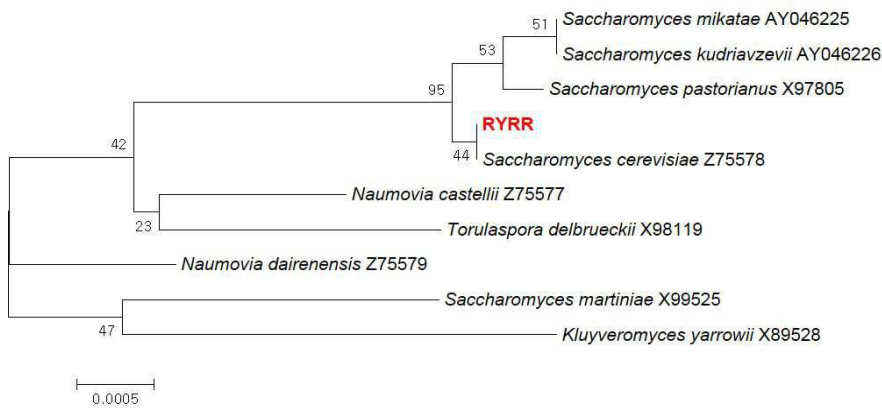 51
Saccharomyces mikatae AY046225
Saccharomyces kudriavzevii AY046226
53
Saccharomyces pastorianus X97805
95
RYRR
44
Saccharomyces cerevisiae Z75578
42
Naumovia castellii Z75577
23
Torulaspora delbrueckii X98119
Naumovia dairenensis Z75579
Saccharomyces martiniae X99525
47
Kluyveromyces yarrowii X89528
0.0005